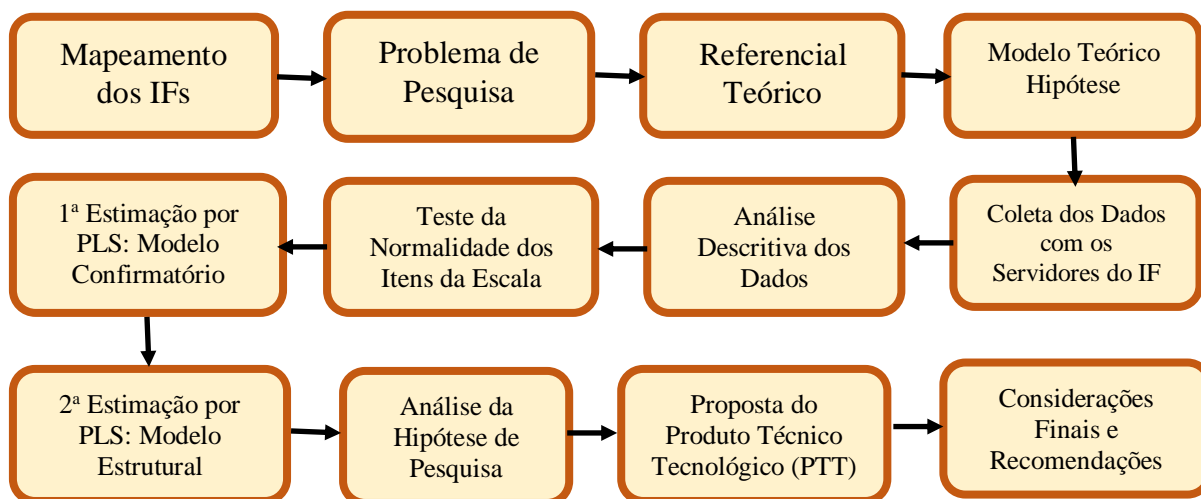 Mapeamento
dos IFs
Problema de
Pesquisa
Referencial
Teórico
Modelo Teórico
Hipótese
Coleta dos Dados
com os
Servidores do IF
Análise
Descritiva dos
Dados
Teste da
Normalidade dos
Itens da Escala
1ª Estimação por
PLS: Modelo
Confirmatório
2ª Estimação por
PLS: Modelo
Estrutural
Análise da
Hipótese de
Pesquisa
Proposta do
Produto Técnico
Tecnológico (PTT)
Considerações
Finais e
Recomendações